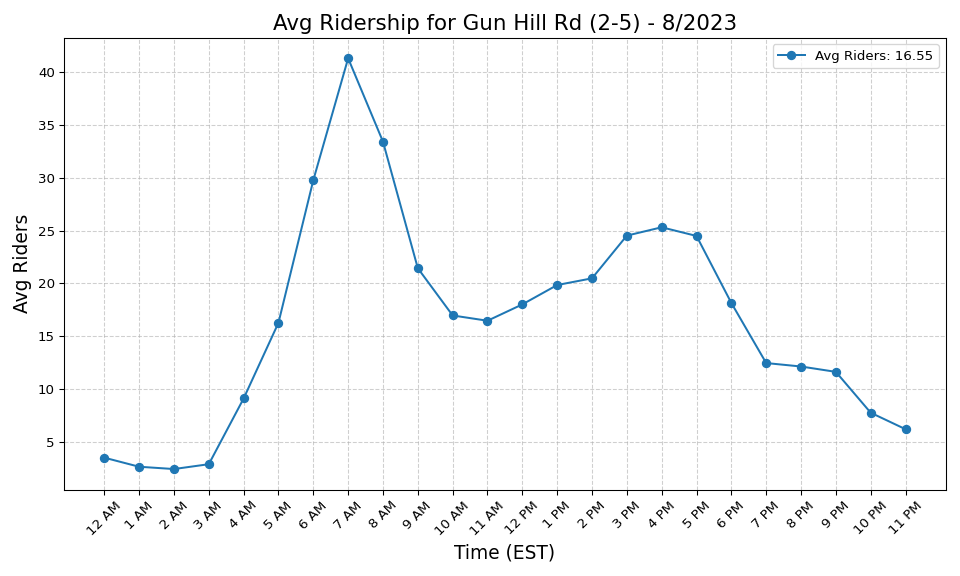 Avg Ridership for Gun Hill Rd (2-5) - 8/2023
Avg Riders: 16.55
Avg Riders
40
35
30
25
20
15
10
5
12 AM
1 AM
2 AM
3 AM
4 AM
5 AM
6 AM
7 AM
8 AM
9 AM
10 AM
11 AM
12 PM
1 PM
2 PM
3 PM
4 PM
5 PM
6 PM
7 PM
8 PM
9 PM
10 PM
11 PM
Time (EST)